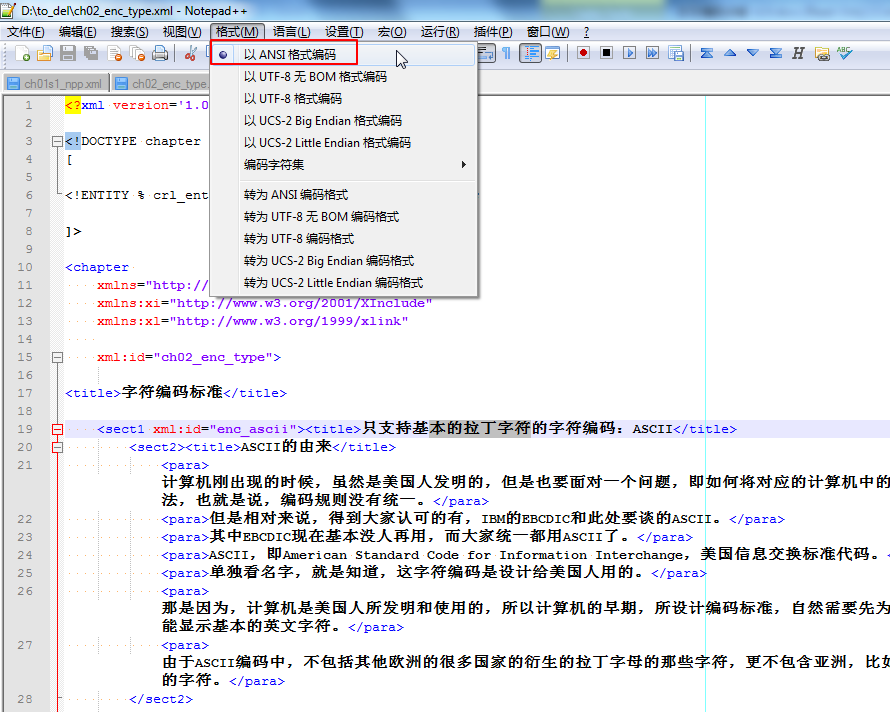 D:\to_del\ch02_enc_type.xml - Notepad++
文件(F) 编辑(E) 搜索(S) 视图(V) 格式(M) 语言(L) 设置(T) 宏(O) 运行(R) 插件(P) 窗口(W) ?
ch01s1_npp.xml ch02_enc_type.
以 ANSI 格式编码
以 UTF-8 无 BOM 格式编码
以 UTF-8 格式编码
以 UCS-2 Big Endian 格式编码
以 UCS-2 Little Endian 格式编码
编码字符集
转为 ANSI 编码格式
转为 UTF-8 无 BOM 编码格式
转为 UTF-8 编码格式
转为 UCS-2 Big Endian 编码格式
转为 UCS-2 Little Endian 编码格式
1 <?xml version='1.0
2
3 <!DOCTYPE chapter
4 [
5
6 <!ENTITY % crl_ent
7
8 ]>
9
10 <chapter
11 xmlns="http://
12 xmlns:xi="http://www.w3.org/2001/XInclude"
13 xmlns:xl="http://www.w3.org/1999/xlink"
14
15 xml:id="ch02_enc_type">
16
17 <title>字符编码标准</title>
18
19 <sect1 xml:id="enc_ascii"><title>只支持基本的拉丁字符的字符编码：ASCII</title>
20 <sect2><title>ASCII的由来</title>
21 <para>
计算机刚出现的时候，虽然是美国人发明的，但是也要面对一个问题，即如何将对应的计算机中的
法，也就是说，编码规则没有统一。</para>
22 <para>但是相对来说，得到大家认可的有，IBM的EBCDIC和此处要谈的ASCII。</para>
23 <para>其中EBCDIC现在基本没人再用，而大家统一都用ASCII了。</para>
24 <para>ASCII，即American Standard Code for Information Interchange，美国信息交换标准代码。<
25 <para>单独看名字，就是知道，这字符编码是设计给美国人用的。</para>
26 <para>
那是因为，计算机是美国人所发明和使用的，所以计算机的早期，所设计编码标准，自然需要先为
能显示基本的英文字符。</para>
27 <para>
由于ASCII编码中，不包括其他欧洲的很多国家的衍生的拉丁字母的那些字符，更不包含亚洲，比如
的字符。</para>
28 </sect2>